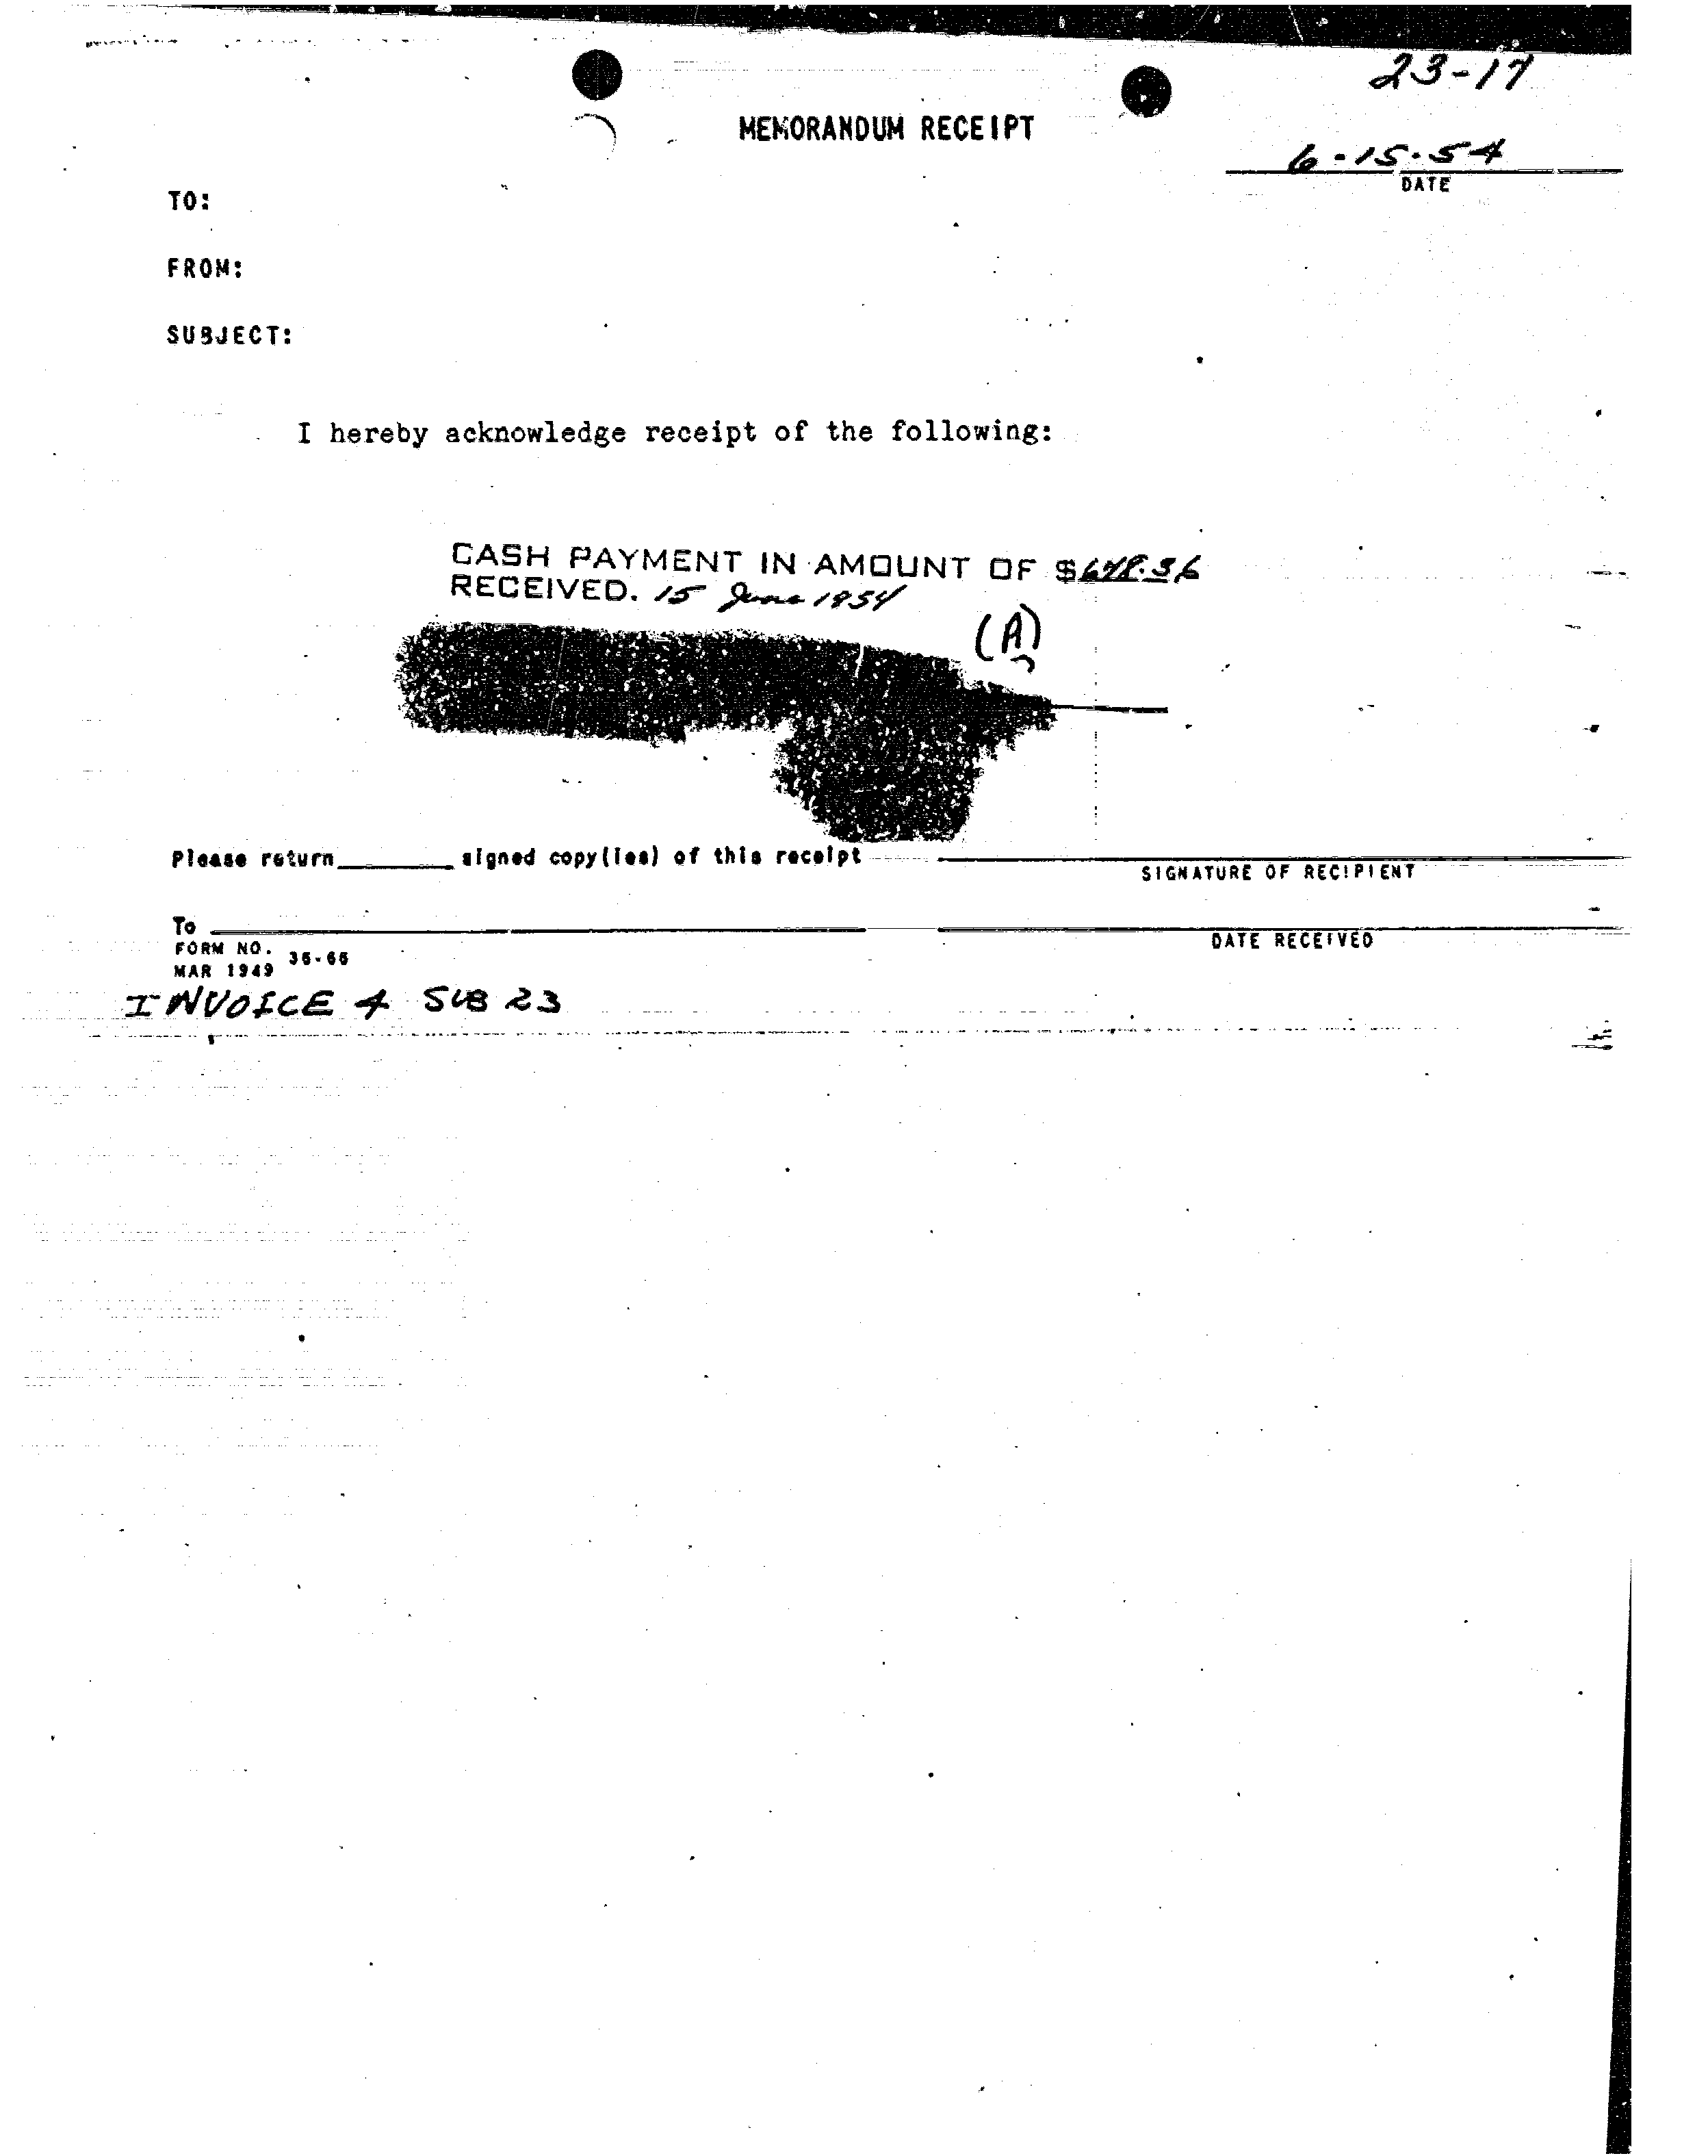 23-17
MEMORANDUM RECEIPT
6-15-54
DATE
TO:
FROM:
SUBJECT:
I hereby acknowledge receipt of the following:
CASH PAYMENT IN AMOUNT OF $
RECEIVED. 15 June 1954
(A)
Please return signed copy(ies) of this receipt
SIGNATURE OF RECIPIENT
To
DATE RECEIVED
FORM NO. 36-66
MAR 1949
INVOICE 4 SUB 23